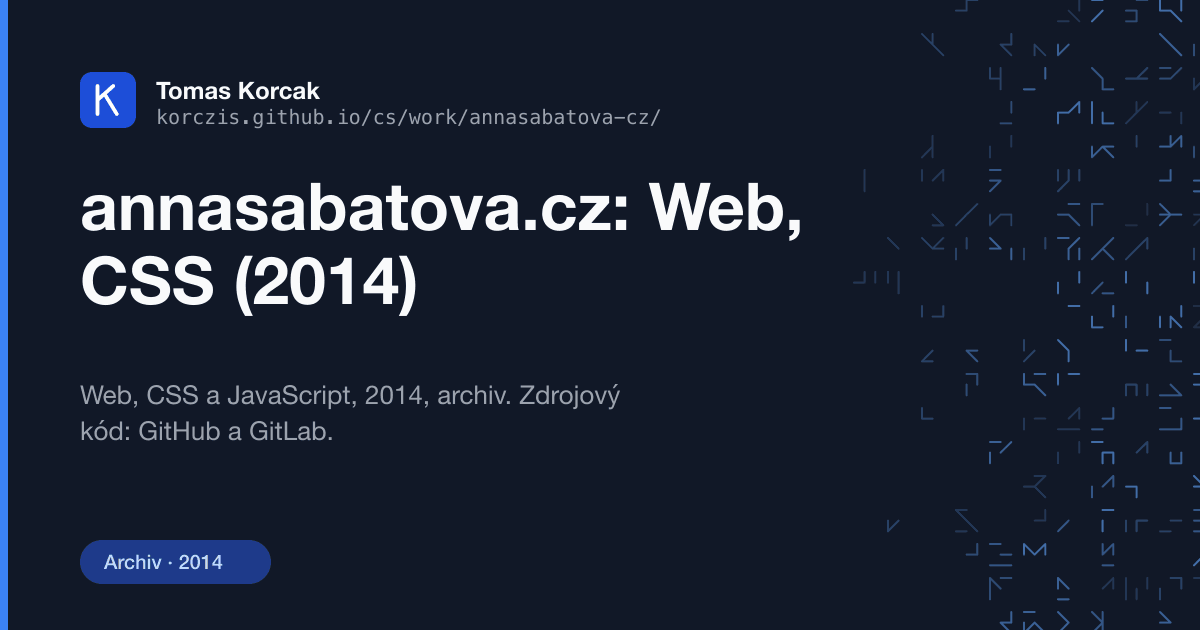 K
Tomas Korcak
korczis.github.io/cs/work/annasabatova-cz/
annasabatova.cz: Web,
CSS (2014)
Web, CSS a JavaScript, 2014, archiv. Zdrojový
kód: GitHub a GitLab.
Archiv · 2014